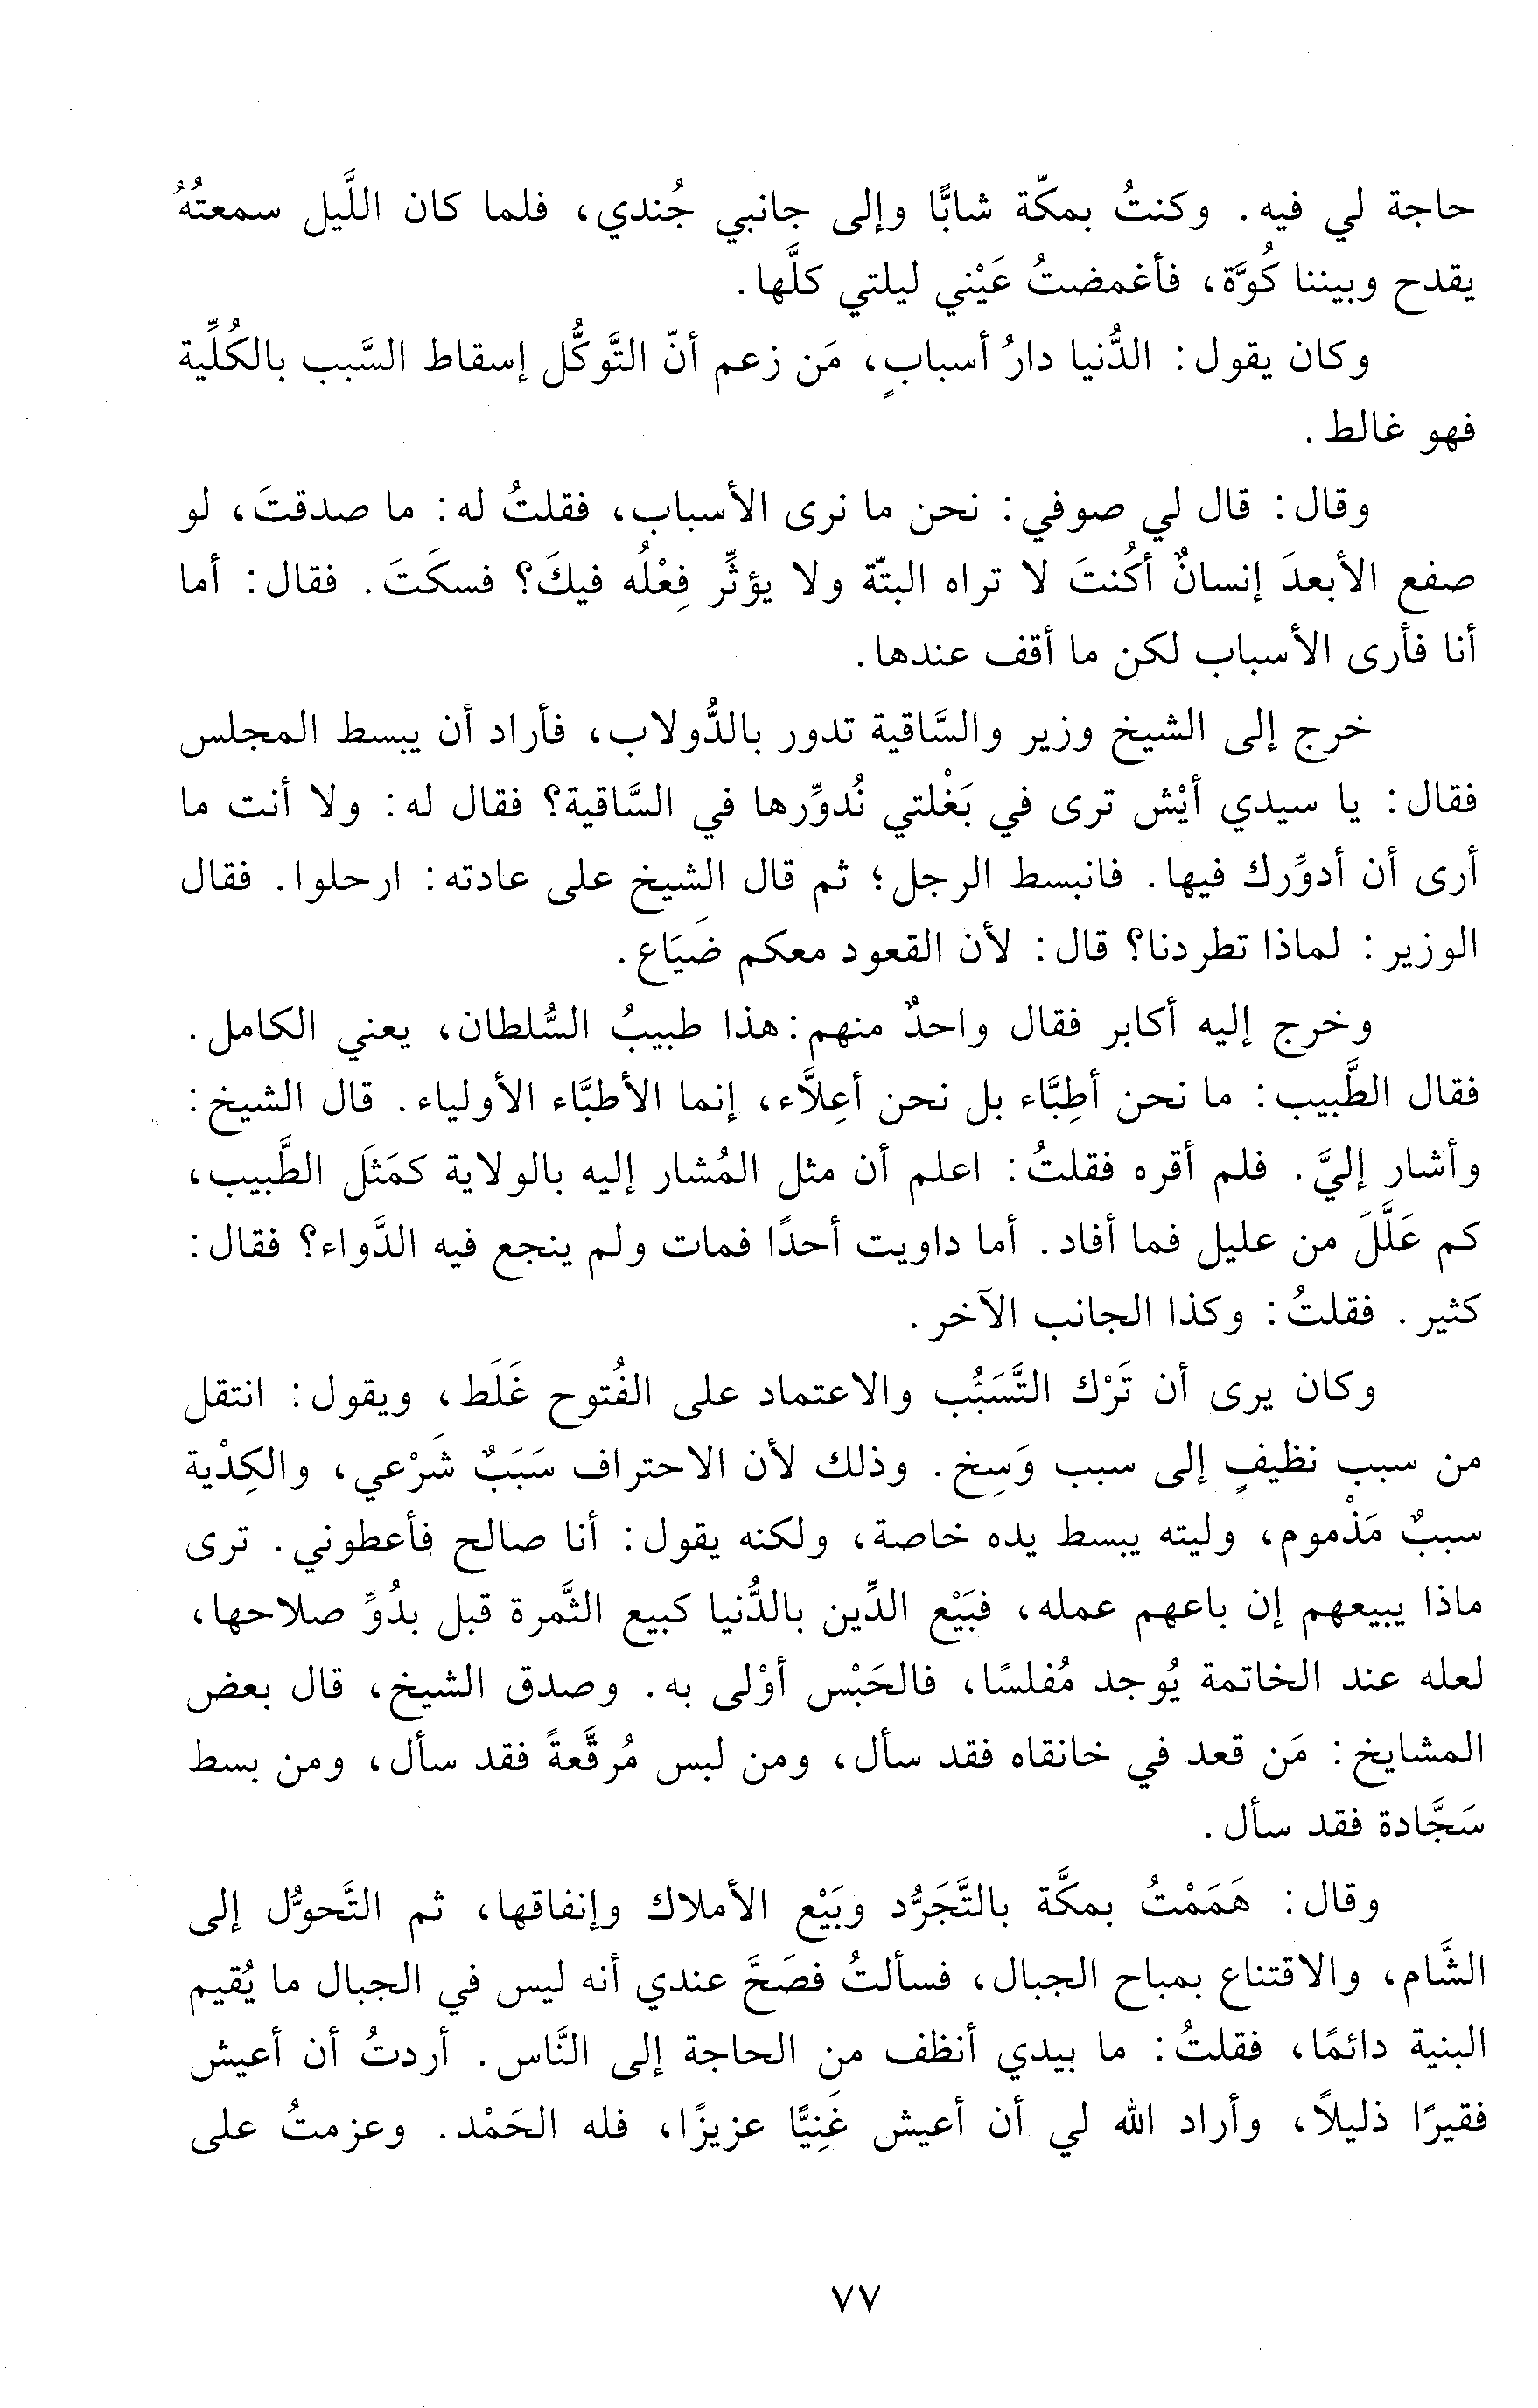 حاجة لي فيه. وكنتُ بمكّة شابًّا وإلى جانبي جُندي، فلما كان اللَّيل سمعتُهُ
يقدح وبيننا كُوَّة، فأغمضتُ عَيْني ليلتي كلَّها.
وكان يقول: الدُّنيا دارُ أسبابٍ، مَن زعم أنّ التَّوكُّل إسقاط السَّبب بالكُلِّية
فهو غالط.
وقال: قال لي صوفي: نحن ما نرى الأسباب، فقلتُ له: ما صدقتَ، لو
صفع الأبعدَ إنسانٌ أكُنتَ لا تراه البتّة ولا يؤثِّر فِعْلُه فيكَ؟ فسكَتَ. فقال: أما
أنا فأرى الأسباب لكن ما أقف عندها.
خرج إلى الشيخ وزير والسَّاقية تدور بالدُّولاب، فأراد أن يبسط المجلس
فقال: يا سيدي أيْش ترى في بَغْلتي نُدوِّرها في السَّاقية؟ فقال له: ولا أنت ما
أرى أن أدوِّرك فيها. فانبسط الرجل؛ ثم قال الشيخ على عادته: ارحلوا. فقال
الوزير: لماذا تطردنا؟ قال: لأن القعود معكم ضَيَاع.
وخرج إليه أكابر فقال واحدٌ منهم: هذا طبيبُ السُّلطان، يعني الكامل.
فقال الطَّبيب: ما نحن أطِبَّاء بل نحن أعِلاَّء، إنما الأطبَّاء الأولياء. قال الشيخ:
وأشار إليَّ. فلم أقره فقلتُ: اعلم أن مثل المُشار إليه بالولاية كمَثَل الطَّبيب،
كم عَلَّلَ من عليل فما أفاد. أما داويت أحدًا فمات ولم ينجع فيه الدَّواء؟ فقال:
كثير. فقلتُ: وكذا الجانب الآخر.
وكان يرى أن تَرْك التَّسَبُّب والاعتماد على الفُتوح غَلَط، ويقول: انتقل
من سبب نظيفٍ إلى سبب وَسِخ. وذلك لأن الاحتراف سَبَبٌ شَرْعي، والكِدْية
سببٌ مَذْموم، وليته يبسط يده خاصة، ولكنه يقول: أنا صالح فأعطوني. ترى
ماذا يبيعهم إن باعهم عمله، فبَيْع الدِّين بالدُّنيا كبيع الثَّمرة قبل بدُوِّ صلاحها،
لعله عند الخاتمة يُوجد مُفلسًا، فالحَبْس أوْلى به. وصدق الشيخ، قال بعض
المشايخ: مَن قعد في خانقاه فقد سأل، ومن لبس مُرقَّعةً فقد سأل، ومن بسط
سَجَّادة فقد سأل.
وقال: هَمَمْتُ بمكَّة بالتَّجَرُّد وبَيْع الأملاك وإنفاقها، ثم التَّحوُّل إلى
الشَّام، والاقتناع بمباح الجبال، فسألتُ فصَحَّ عندي أنه ليس في الجبال ما يُقيم
البنية دائمًا، فقلتُ: ما بيدي أنظف من الحاجة إلى النَّاس. أردتُ أن أعيش
فقيرًا ذليلاً، وأراد الله لي أن أعيش غَنِيًّا عزيزًا، فله الحَمْد. وعزمتُ على
٧٧